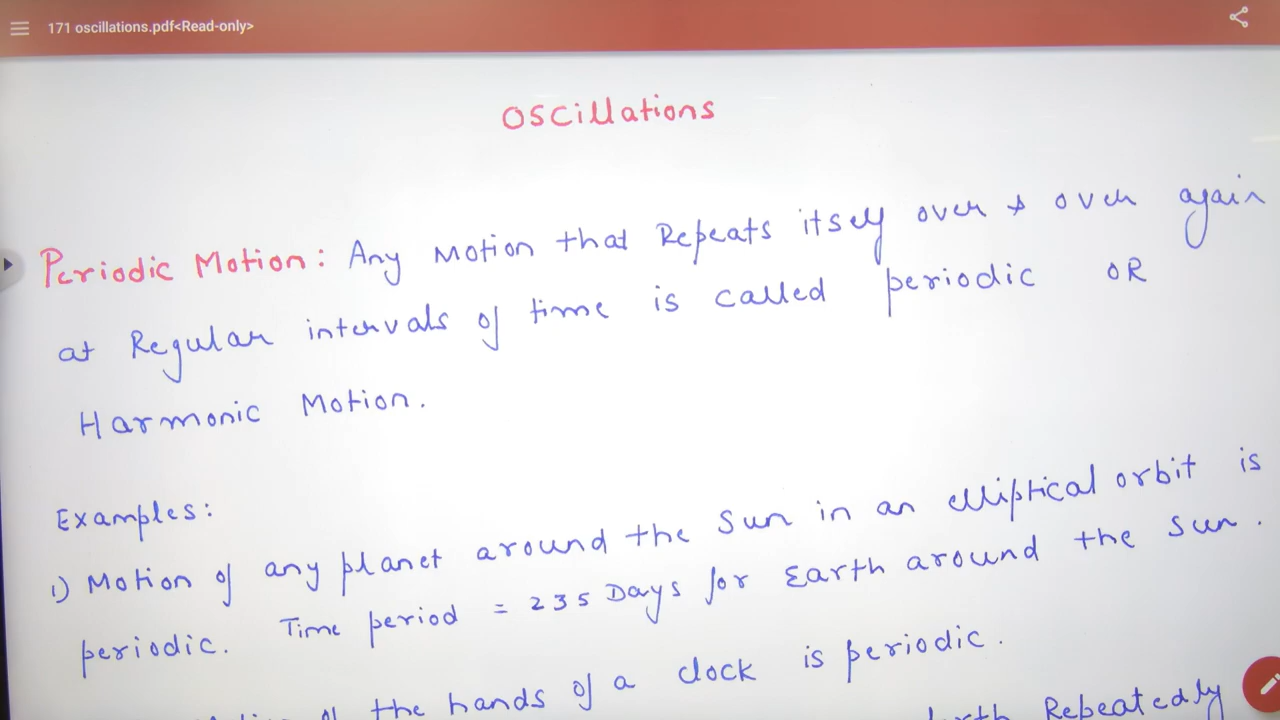 171 oscillations.pdf<Read-only>
Oscillations
Periodic Motion: Any Motion that Repeats itself over & over again
at Regular intervals of time is called periodic OR
Harmonic Motion.
Examples:
1) Motion of any planet around the Sun in an elliptical orbit is
periodic. Time period = 235 Days for Earth around the Sun.
of the hands of a clock is periodic.
Repeatedly